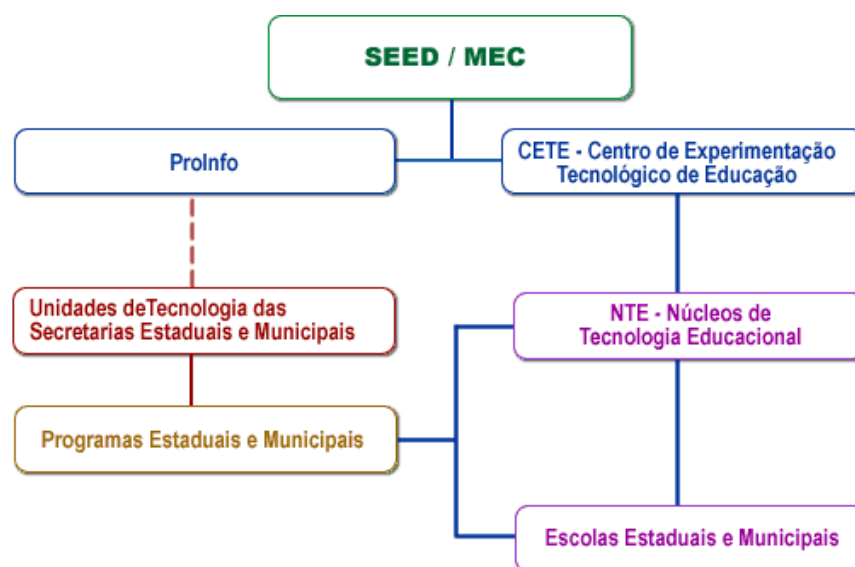 SEED / MEC
ProInfo
CETE - Centro de Experimentação
Tecnológico de Educação
Unidades deTecnologia das
Secretarias Estaduais e Municipais
NTE - Núcleos de
Tecnologia Educacional
Programas Estaduais e Municipais
Escolas Estaduais e Municipais